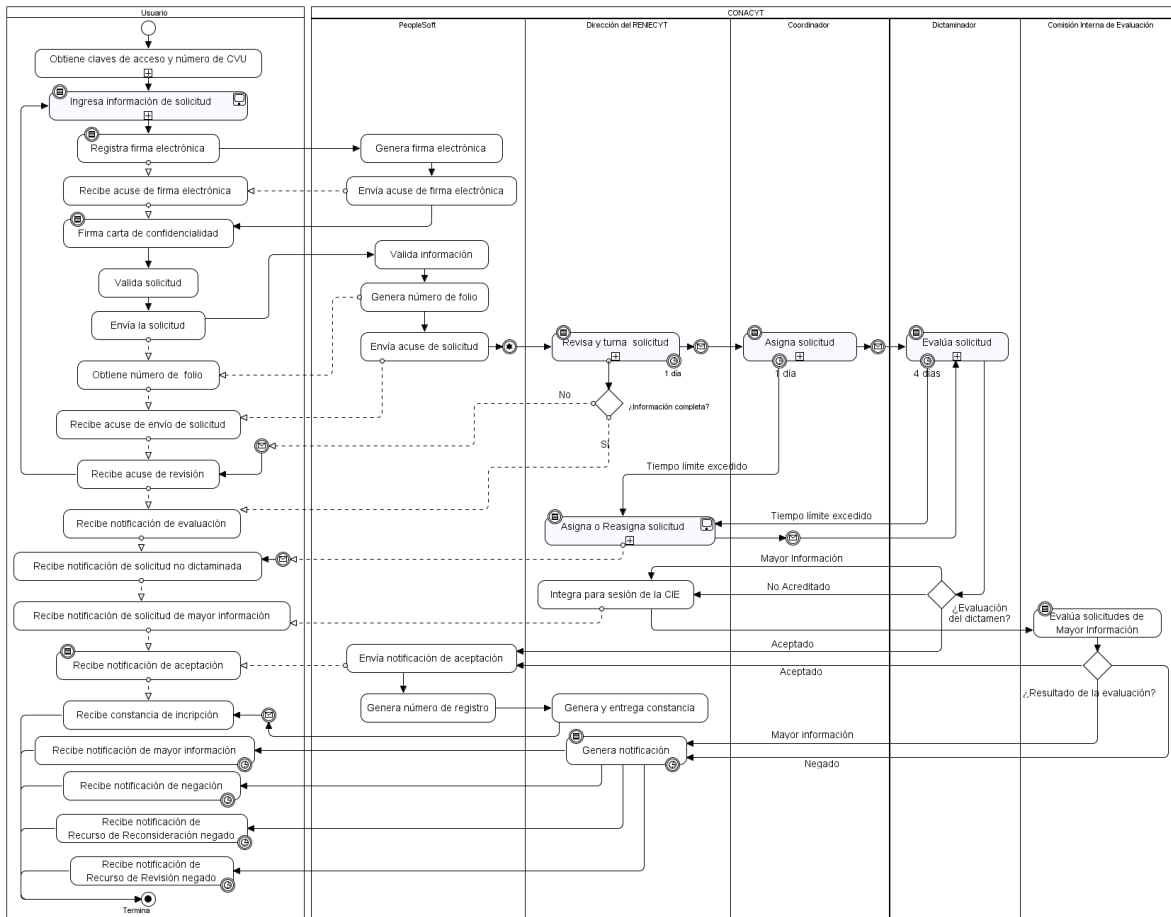 Usuario
CONACYT
PeopleSoft
Dirección del RENIECYT
Coordinador
Dictaminador
Comisión Interna de Evaluación
Obtiene claves de acceso y número de CVU
Ingresa información de solicitud
Registra firma electrónica
Genera firma electrónica
Recibe acuse de firma electrónica
Envía acuse de firma electrónica
Firma carta de confidencialidad
Valida información
Valida solicitud
Genera número de folio
Envía la solicitud
Envía acuse de solicitud
Revisa y turna solicitud
Asigna solicitud
Evalúa solicitud
1 día
1 día
4 días
Obtiene número de folio
No
¿Información completa?
Recibe acuse de envío de solicitud
Sí
Recibe acuse de revisión
Tiempo límite excedido
Recibe notificación de evaluación
Asigna o Reasigna solicitud
Tiempo límite excedido
Recibe notificación de solicitud no dictaminada
Mayor Información
Integra para sesión de la CIE
No Acreditado
¿Evaluación
del dictamen?
Recibe notificación de solicitud de mayor información
Evalúa solicitudes de
Mayor Información
Aceptado
Recibe notificación de aceptación
Envía notificación de aceptación
Aceptado
¿Resultado de la evaluación?
Recibe constancia de incripción
Genera número de registro
Genera y entrega constancia
Mayor información
Recibe notificación de mayor información
Genera notificación
Negado
Recibe notificación de negación
Recibe notificación de
Recurso de Reconsideración negado
Recibe notificación de
Recurso de Revisión negado
Termina